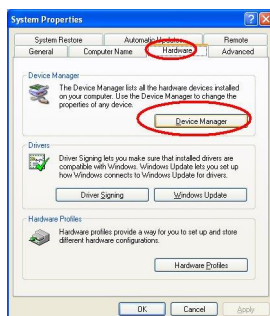 System Properties
System Restore Automatic Updates Remote
General Computer Name Hardware Advanced
Device Manager
The Device Manager lists all the hardware devices installed
on your computer. Use the Device Manager to change the
properties of any device.
Device Manager
Drivers
Driver Signing lets you make sure that installed drivers are
compatible with Windows. Windows Update lets you set up
how Windows connects to Windows Update for drivers.
Driver Signing Windows Update
Hardware Profiles
Hardware profiles provide a way for you to set up and store
different hardware configurations.
Hardware Profiles
OK Cancel Apply